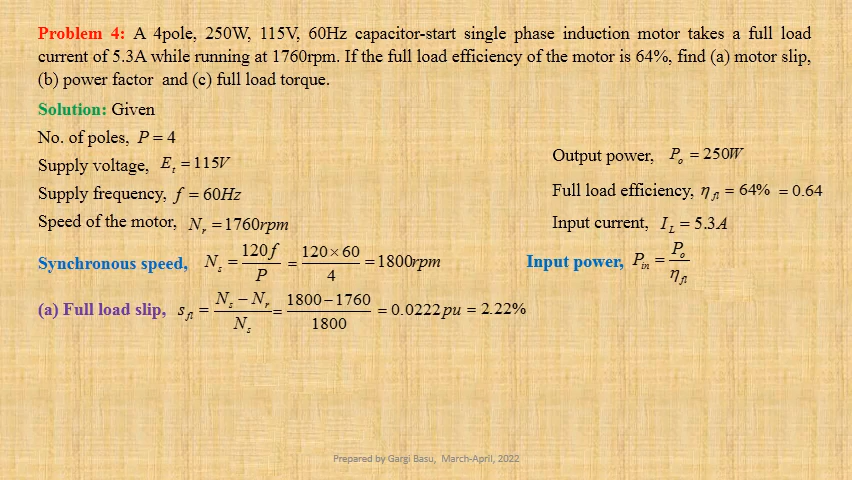 Problem 4: A 4pole, 250W, 115V, 60Hz capacitor-start single phase induction motor takes a full load
current of 5.3A while running at 1760rpm. If the full load efficiency of the motor is 64%, find (a) motor slip,
(b) power factor and (c) full load torque.
Solution: Given
No. of poles, P = 4
Supply voltage, E_t = 115V
Supply frequency, f = 60Hz
Speed of the motor, N_r = 1760rpm
Synchronous speed, N_s = 120f / P = 120 × 60 / 4 = 1800rpm
(a) Full load slip, s_fl = N_s − N_r / N_s = 1800 − 1760 / 1800 = 0.0222 pu = 2.22%
Output power, P_o = 250W
Full load efficiency, η_fl = 64% = 0.64
Input current, I_L = 5.3A
Input power, P_in = P_o / η_fl
Prepared by Gargi Basu, March-April, 2022